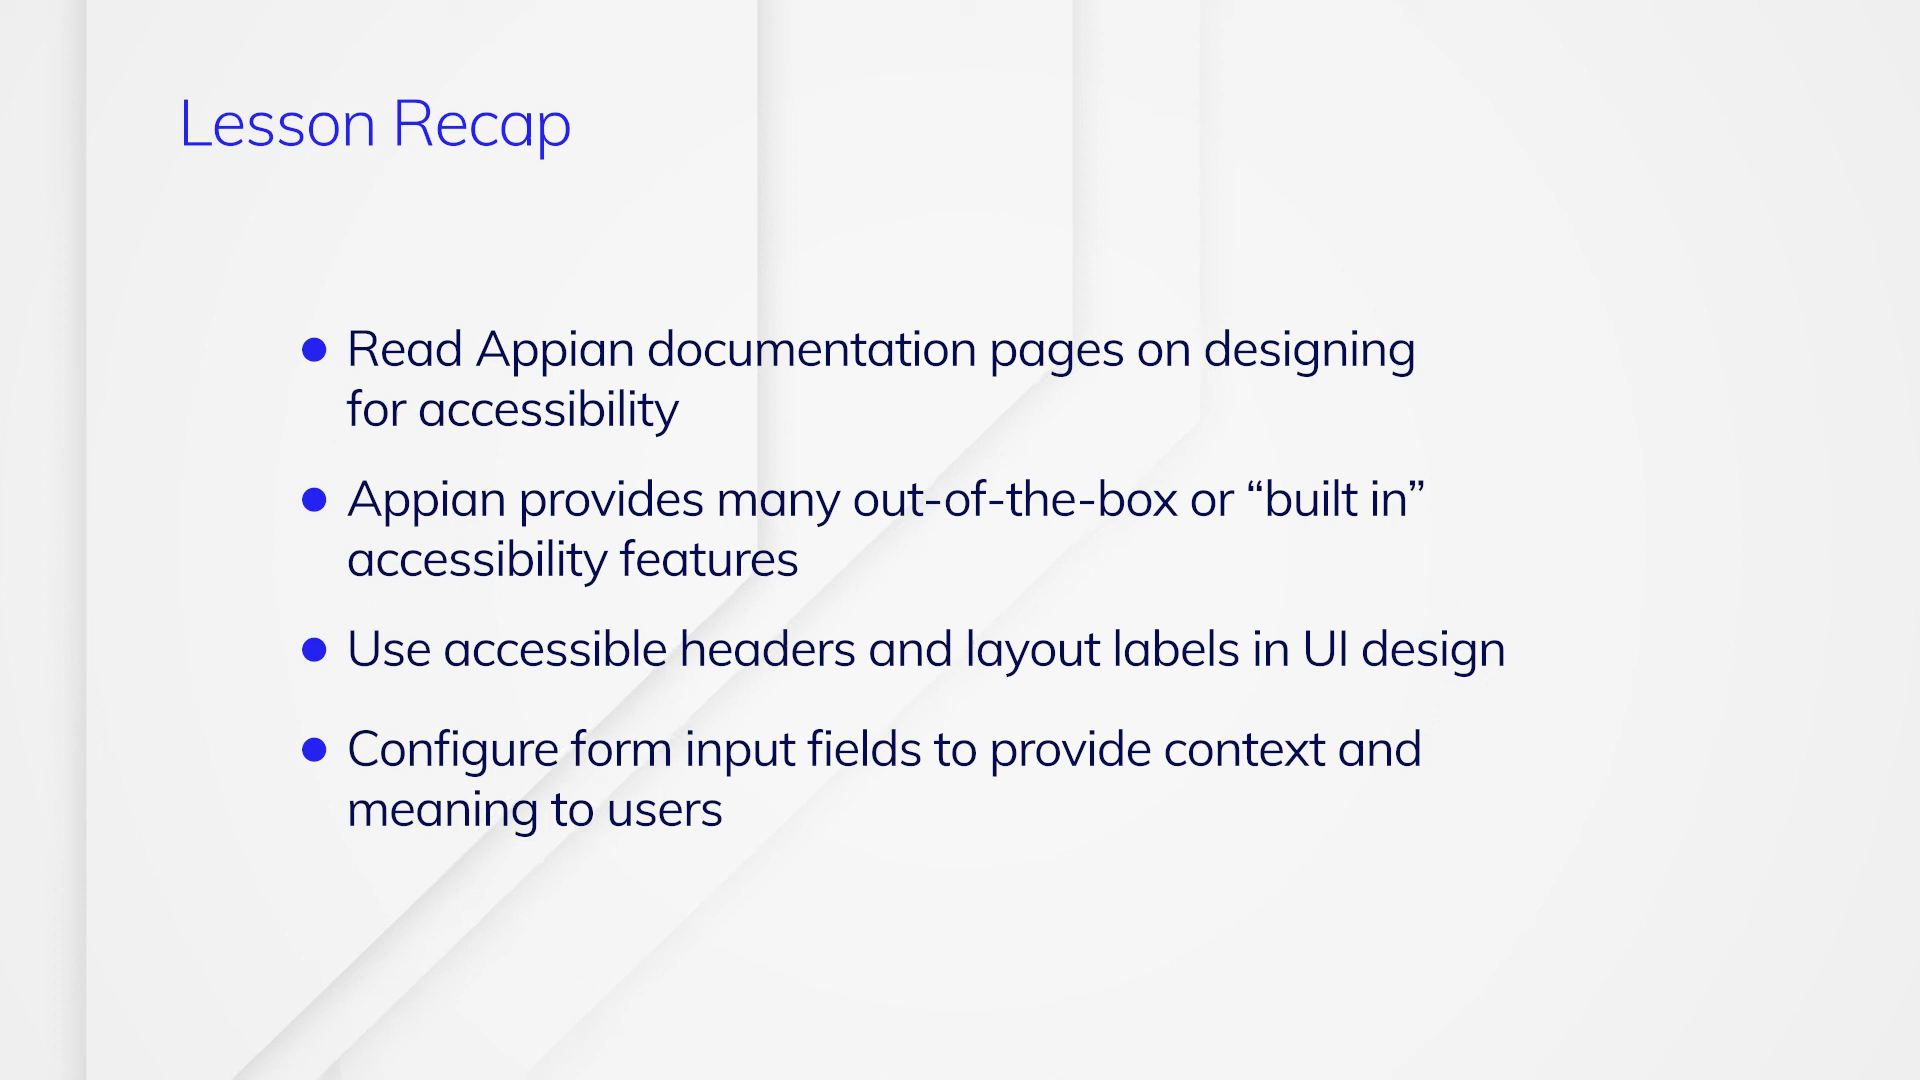 Lesson Recap
Read Appian documentation pages on designing
for accessibility
Appian provides many out-of-the-box or “built in”
accessibility features
Use accessible headers and layout labels in UI design
Configure form input fields to provide context and
meaning to users